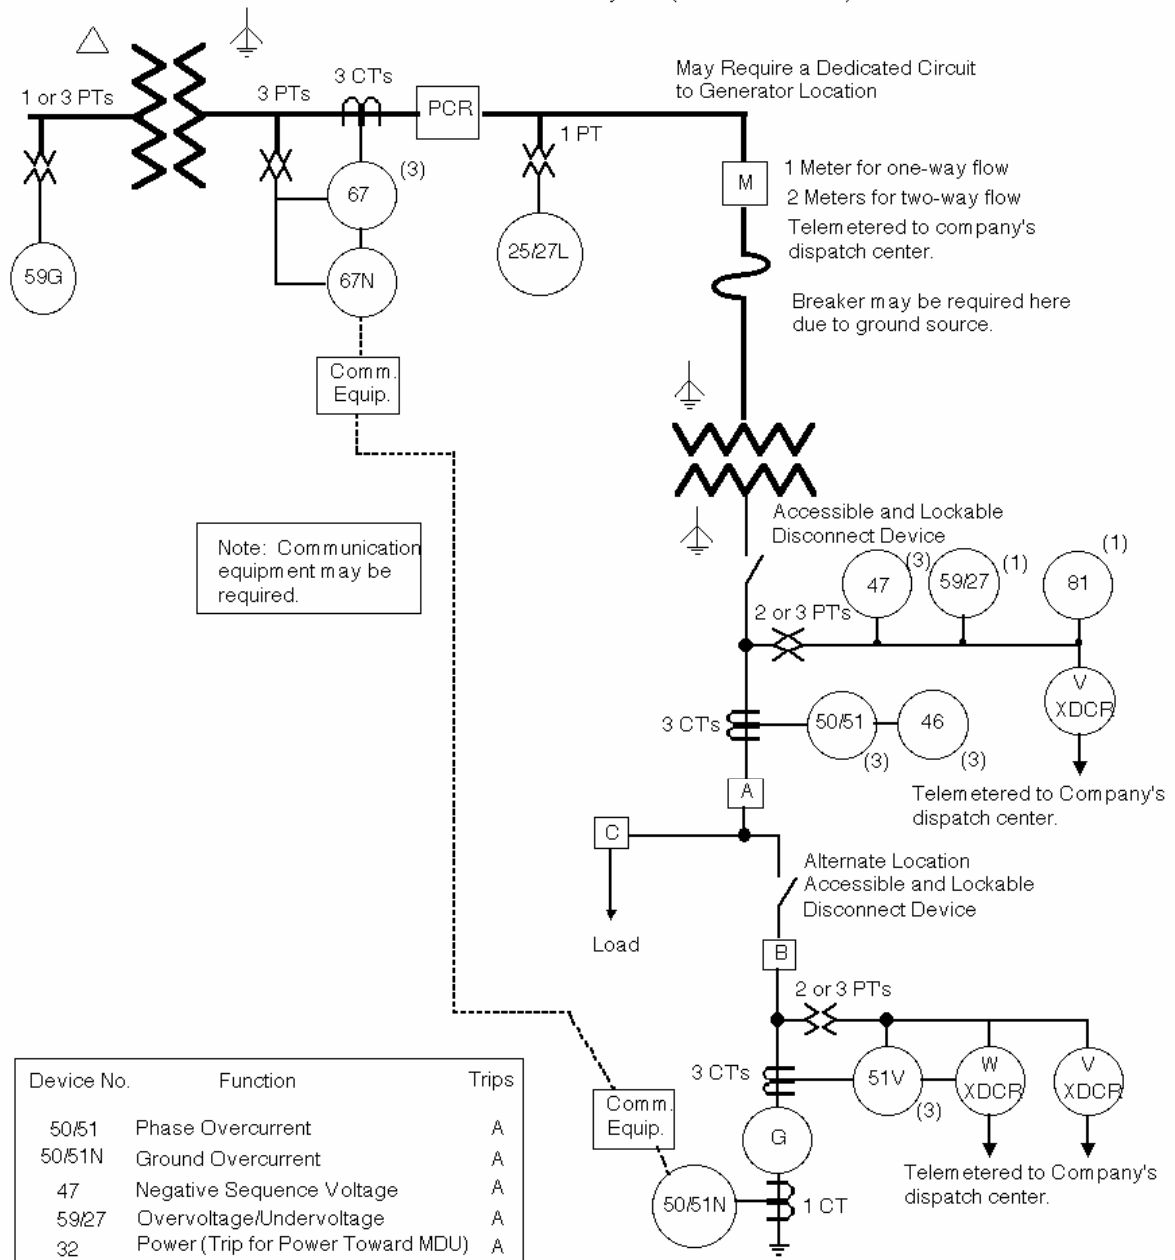 3 CT's
May Require a Dedicated Circuit
to Generator Location
1 or 3 PTs
3 PTs
PCR
1 PT
(3)
67
M
1 Meter for one-way flow
2 Meters for two-way flow
Telemetered to company's
dispatch center.
25/27L
59G
67N
Breaker may be required here
due to ground source.
Comm.
Equip.
Accessible and Lockable
Disconnect Device
Note: Communication
equipment may be
required.
47
(3)
59/27
(1)
81
(1)
2 or 3 PT's
V
XDCR
3 CT's
50/51
(3)
46
(3)
A
Telemetered to Company's
dispatch center.
C
Load
Alternate Location
Accessible and Lockable
Disconnect Device
B
2 or 3 PT's
3 CT's
51V
(3)
W
XDCR
V
XDCR
Comm.
Equip.
G
Telemetered to Company's
dispatch center.
50/51N
1 CT
Device No. Function Trips
50/51 Phase Overcurrent A
50/51N Ground Overcurrent A
47 Negative Sequence Voltage A
59/27 Overvoltage/Undervoltage A
32 Power (Trip for Power Toward MDU) A